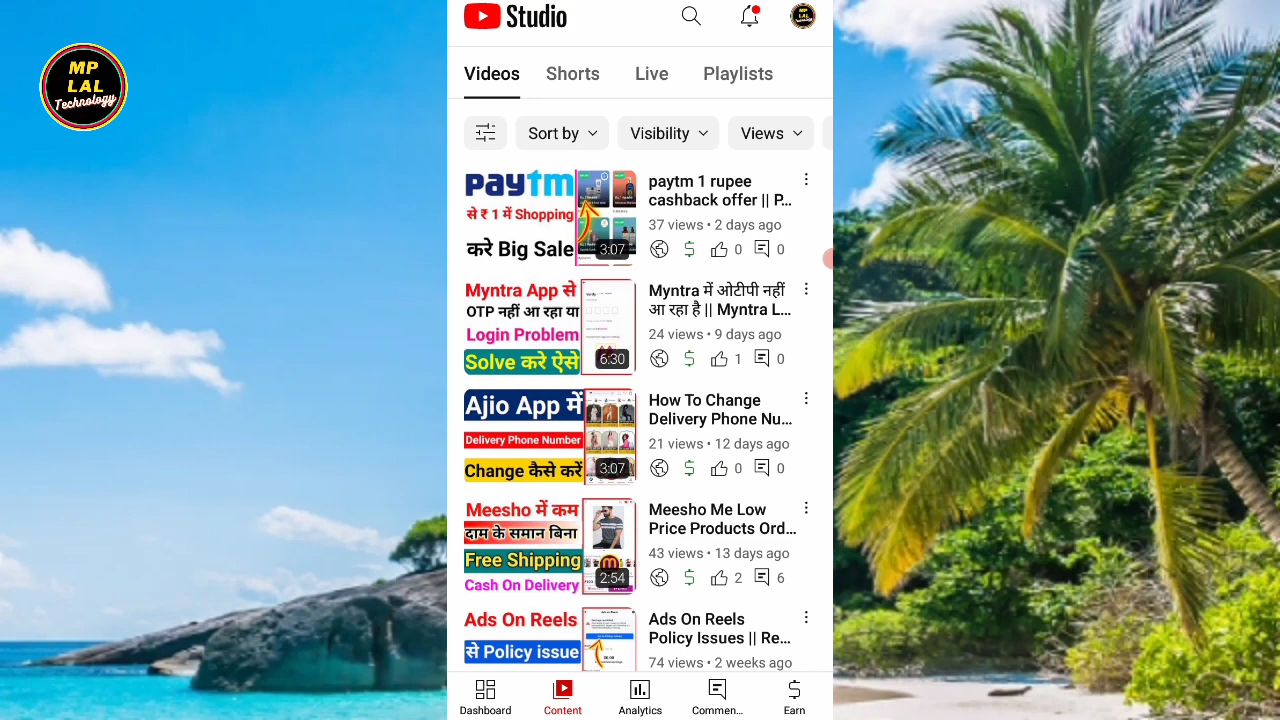 MP
LAL
Technology
Studio
MP
LAL
Videos
Shorts
Live
Playlists
Sort by
Visibility
Views
paytm
से ₹ 1 में Shopping
करे Big Sale
3:07
paytm 1 rupee
cashback offer || P...
37 views • 2 days ago
0
0
Myntra App से
OTP नहीं आ रहा या
Login Problem
Solve करे ऐसे
6:30
Myntra में ओटीपी नहीं
आ रहा है || Myntra L...
24 views • 9 days ago
1
0
Ajio App में
Delivery Phone Number
Change कैसे करें
3:07
How To Change
Delivery Phone Nu...
21 views • 12 days ago
0
0
Meesho में कम
दाम के समान बिना
Free Shipping
Cash On Delivery
2:54
Meesho Me Low
Price Products Ord...
43 views • 13 days ago
2
6
Ads On Reels
से Policy issue
Ads On Reels
Policy Issues || Re...
74 views • 2 weeks ago
Dashboard
Content
Analytics
Commen...
Earn